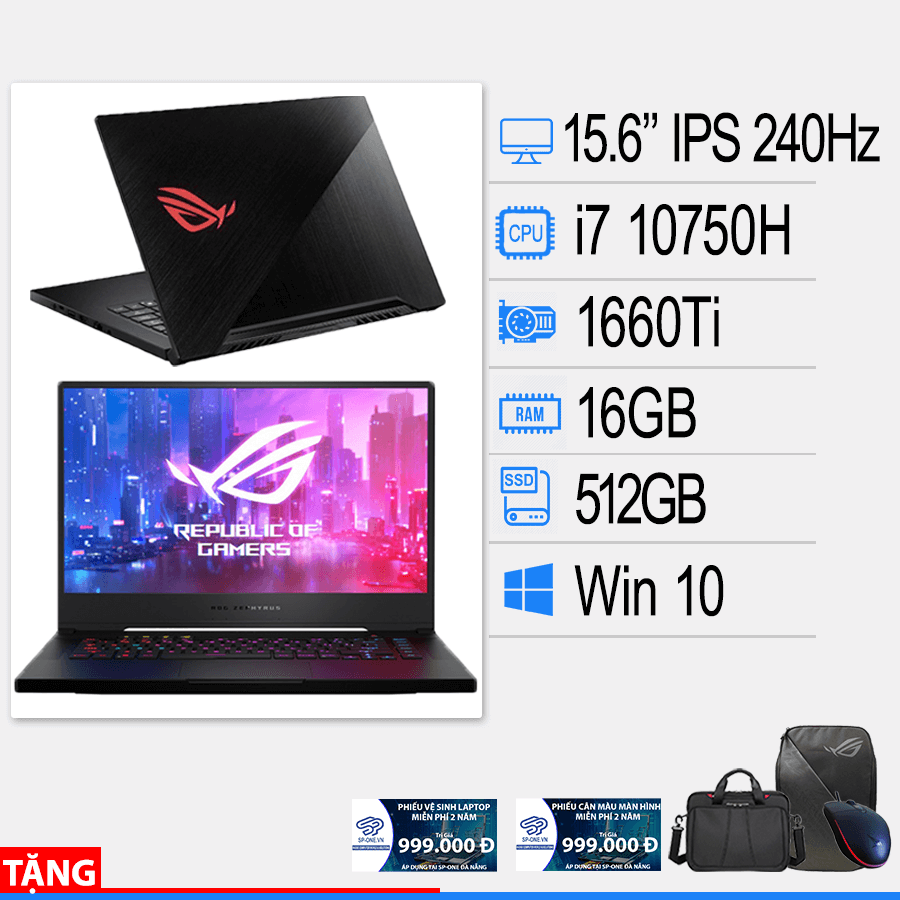 15.6” IPS 240Hz
CPU
i7 10750H
1660Ti
RAM
16GB
SSD
512GB
Win 10
REPUBLIC OF
GAMERS
ROG ZEPHYRUS
PHIẾU VỆ SINH LAPTOP
MIỄN PHÍ 2 NĂM
SP-ONE.VN
Trị Giá
999.000 Đ
ÁP DỤNG TẠI SP-ONE ĐÀ NẴNG
PHIẾU CÂN MÀU MÀN HÌNH
MIỄN PHÍ 2 NĂM
SP-ONE.VN
Trị Giá
999.000 Đ
ÁP DỤNG TẠI SP-ONE ĐÀ NẴNG
TẶNG